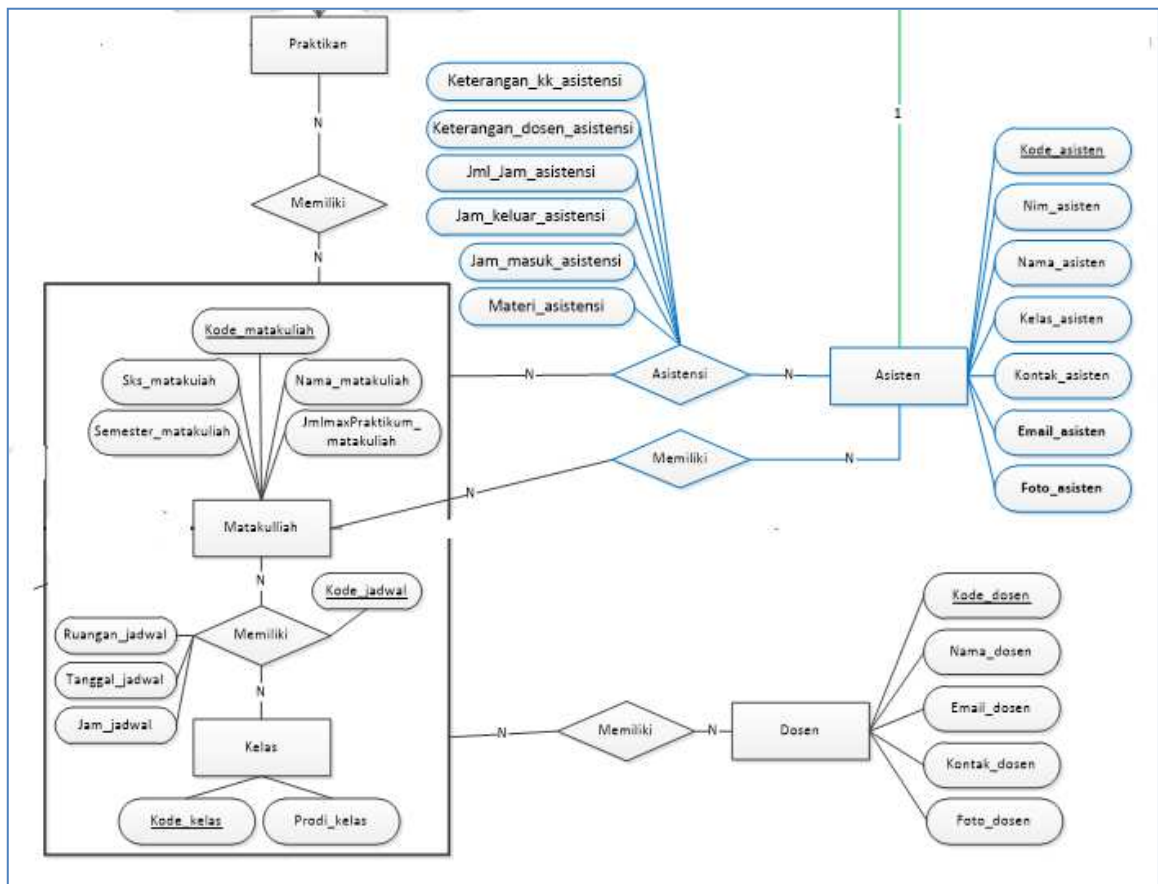 Praktikan
N
Memiliki
N
Keterangan_kk_asistensi
Keterangan_dosen_asistensi
Jml_Jam_asistensi
Jam_keluar_asistensi
Jam_masuk_asistensi
Materi_asistensi
1
Kode_asisten
Nim_asisten
Nama_asisten
Kelas_asisten
Kontak_asisten
Email_asisten
Foto_asisten
N
Asistensi
N
Asisten
N
Memiliki
N
Kode_matakuliah
Sks_matakuiah
Nama_matakuliah
Semester_matakuliah
JmlmaxPraktikum_
matakuliah
Matakulliah
N
Kode_jadwal
Ruangan_jadwal
Memiliki
Tanggal_jadwal
Jam_jadwal
N
Kelas
Kode_kelas
Prodi_kelas
N
Memiliki
N
Dosen
Kode_dosen
Nama_dosen
Email_dosen
Kontak_dosen
Foto_dosen